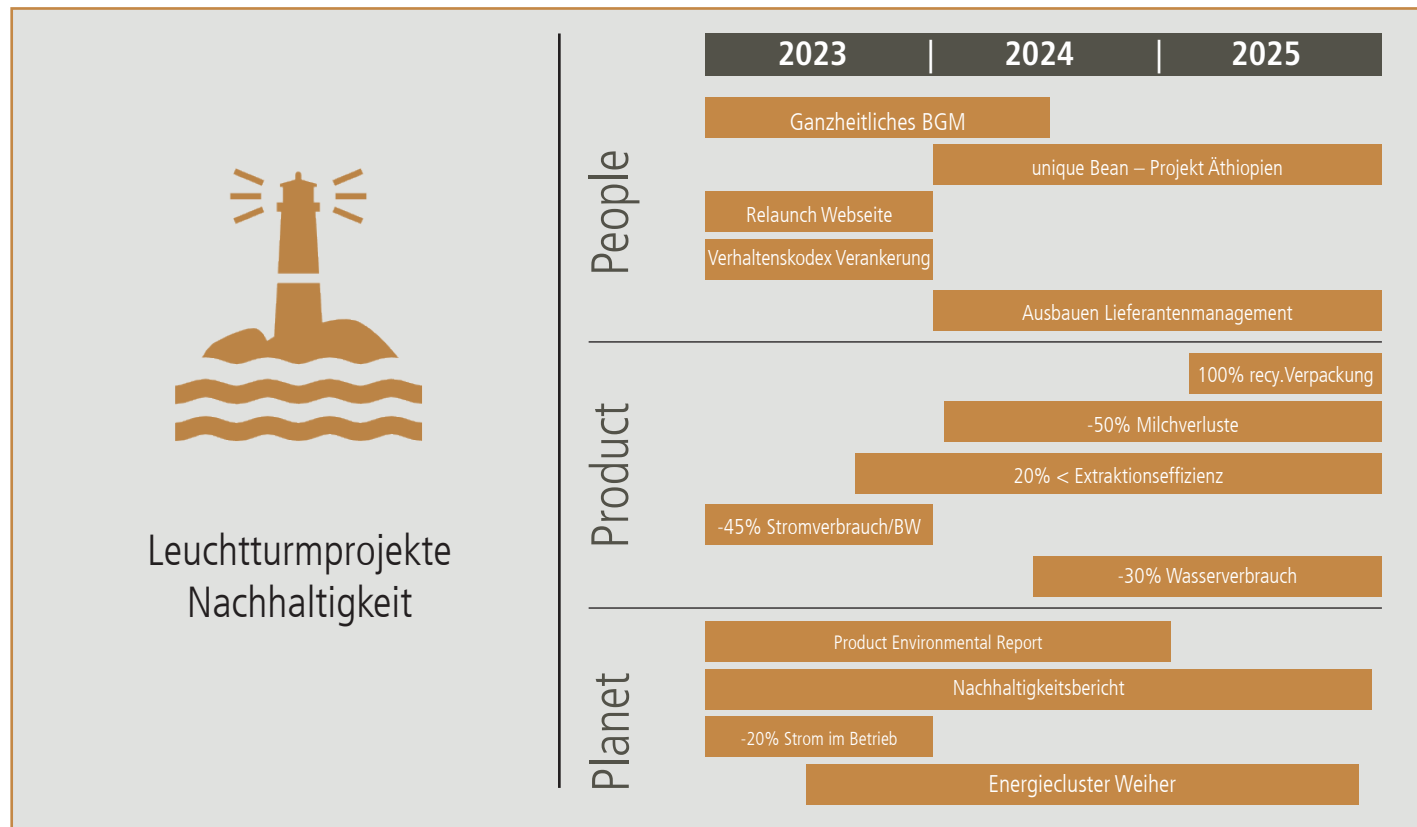 Leuchtturmprojekte
Nachhaltigkeit
2023 | 2024 | 2025
People
Ganzheitliches BGM
unique Bean – Projekt Äthiopien
Relaunch Webseite
Verhaltenskodex Verankerung
Ausbauen Lieferantenmanagement
Product
100% recy.Verpackung
-50% Milchverluste
20% < Extraktionseffizienz
-45% Stromverbrauch/BW
-30% Wasserverbrauch
Planet
Product Environmental Report
Nachhaltigkeitsbericht
-20% Strom im Betrieb
Energiecluster Weiher